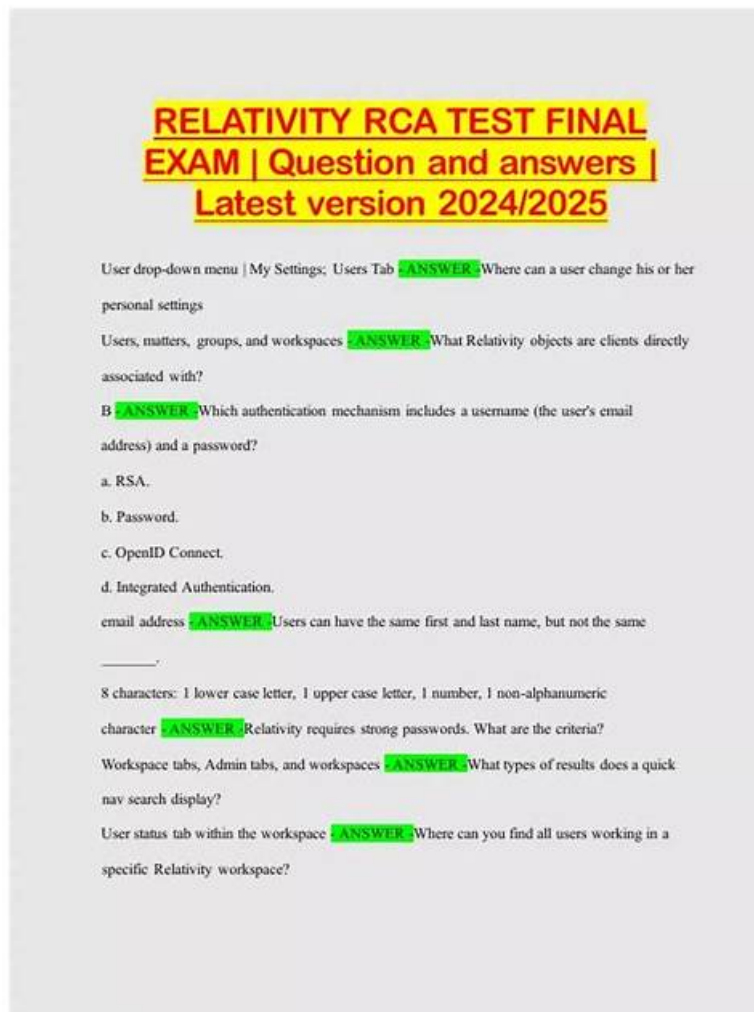 RELATIVITY RCA TEST FINAL
EXAM | Question and answers |
Latest version 2024/2025
User drop-down menu | My Settings; Users Tab - ANSWER -Where can a user change his or her
personal settings
Users, matters, groups, and workspaces - ANSWER -What Relativity objects are clients directly
associated with?
B - ANSWER -Which authentication mechanism includes a username (the user's email
address) and a password?
a. RSA.
b. Password.
c. OpenID Connect.
d. Integrated Authentication.
email address - ANSWER -Users can have the same first and last name, but not the same
_______.
8 characters: 1 lower case letter, 1 upper case letter, 1 number, 1 non-alphanumeric
character - ANSWER -Relativity requires strong passwords. What are the criteria?
Workspace tabs, Admin tabs, and workspaces - ANSWER -What types of results does a quick
nav search display?
User status tab within the workspace - ANSWER -Where can you find all users working in a
specific Relativity workspace?